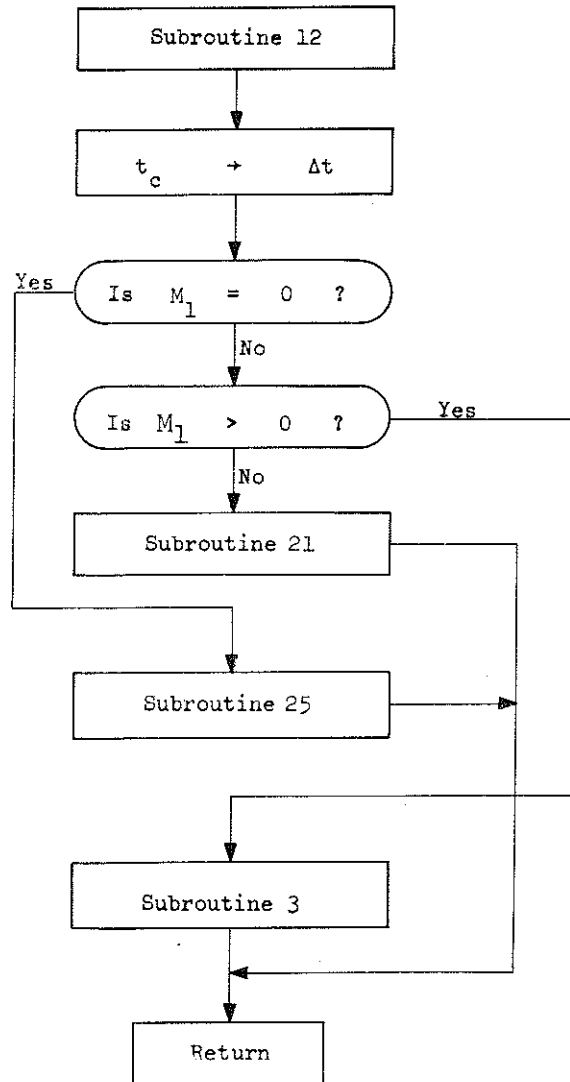 Subroutine 12
t_c → Δt
Yes
Is M_1 = 0 ?
No
Is M_1 > 0 ?
Yes
No
Subroutine 21
Subroutine 25
Subroutine 3
Return